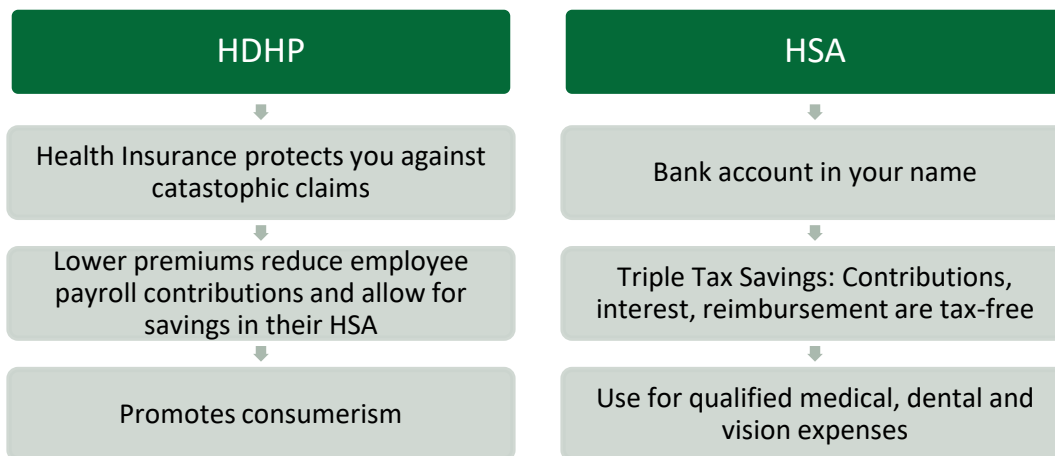 HDHP
Health Insurance protects you against
catastophic claims
Lower premiums reduce employee
payroll contributions and allow for
savings in their HSA
Promotes consumerism
HSA
Bank account in your name
Triple Tax Savings: Contributions,
interest, reimbursement are tax-free
Use for qualified medical, dental and
vision expenses